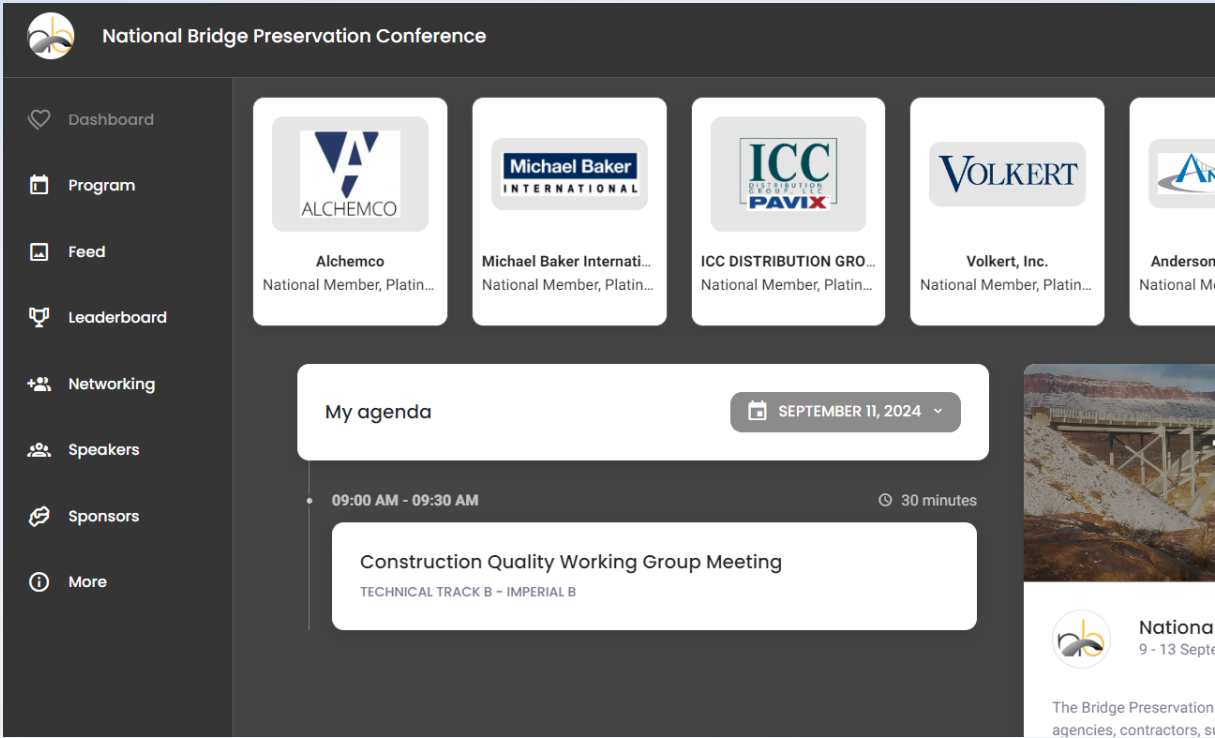 National Bridge Preservation Conference
Dashboard
Program
Feed
Leaderboard
Networking
Speakers
Sponsors
More
ALCHEMCO
Alchemco
National Member, Platin...
Michael Baker
INTERNATIONAL
Michael Baker Internati...
National Member, Platin...
ICC
DISTRIBUTION
GROUP, LLC
PAVIX
ICC DISTRIBUTION GRO...
National Member, Platin...
VOLKERT
Volkert, Inc.
National Member, Platin...
AN
Anderson
National Me
My agenda
SEPTEMBER 11, 2024
09:00 AM - 09:30 AM
30 minutes
Construction Quality Working Group Meeting
TECHNICAL TRACK B - IMPERIAL B
Nationa
9 - 13 Septe
The Bridge Preservation
agencies, contractors, su